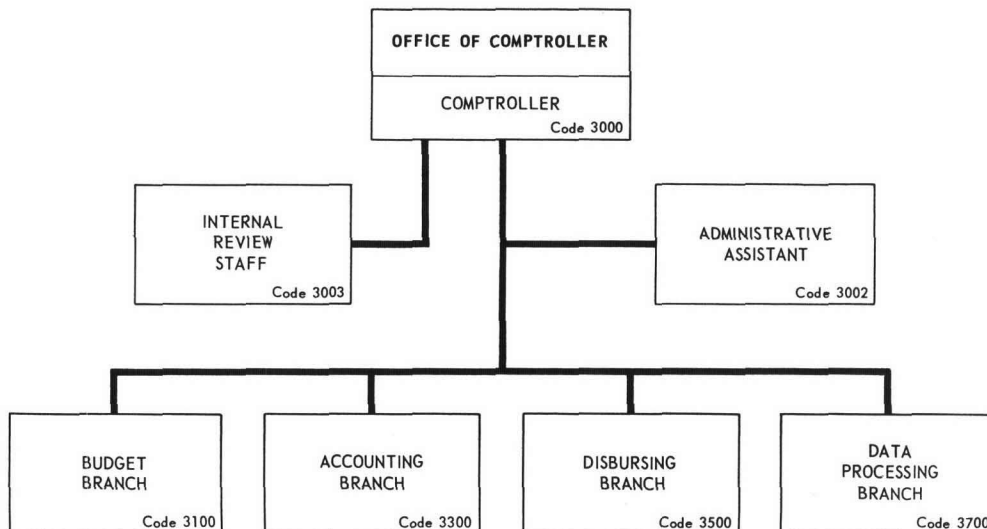 OFFICE OF COMPTROLLER
COMPTROLLER
Code 3000
INTERNAL
REVIEW
STAFF
Code 3003
ADMINISTRATIVE
ASSISTANT
Code 3002
BUDGET
BRANCH
Code 3100
ACCOUNTING
BRANCH
Code 3300
DISBURSING
BRANCH
Code 3500
DATA
PROCESSING
BRANCH
Code 3700